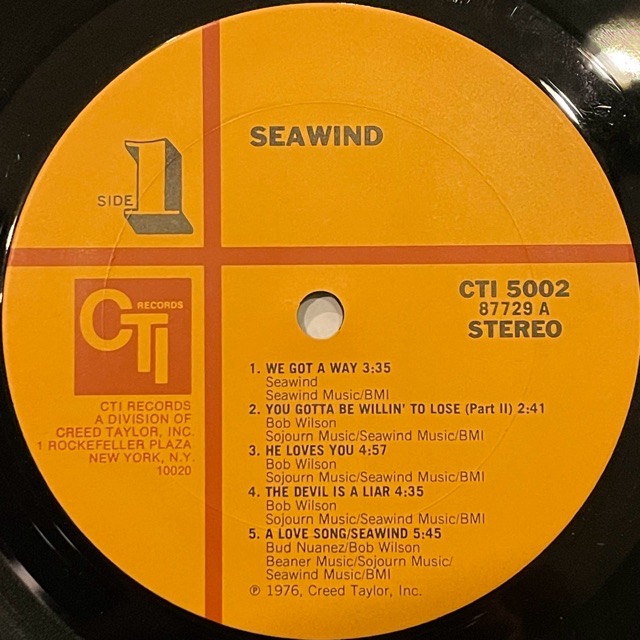 SEAWIND
SIDE 1
CTI RECORDS
CTI 5002
87729 A
STEREO
CTI RECORDS
A DIVISION OF
CREED TAYLOR, INC.
1 ROCKEFELLER PLAZA
NEW YORK, N.Y.
10020
1. WE GOT A WAY 3:35
Seawind
Seawind Music/BMI
2. YOU GOTTA BE WILLIN' TO LOSE (Part II) 2:41
Bob Wilson
Sojourn Music/Seawind Music/BMI
3. HE LOVES YOU 4:57
Bob Wilson
Sojourn Music/Seawind Music/BMI
4. THE DEVIL IS A LIAR 4:35
Bob Wilson
Sojourn Music/Seawind Music/BMI
5. A LOVE SONG/SEAWIND 5:45
Bud Nuanez/Bob Wilson
Beaner Music/Sojourn Music/
Seawind Music/BMI
℗ 1976, Creed Taylor, Inc.